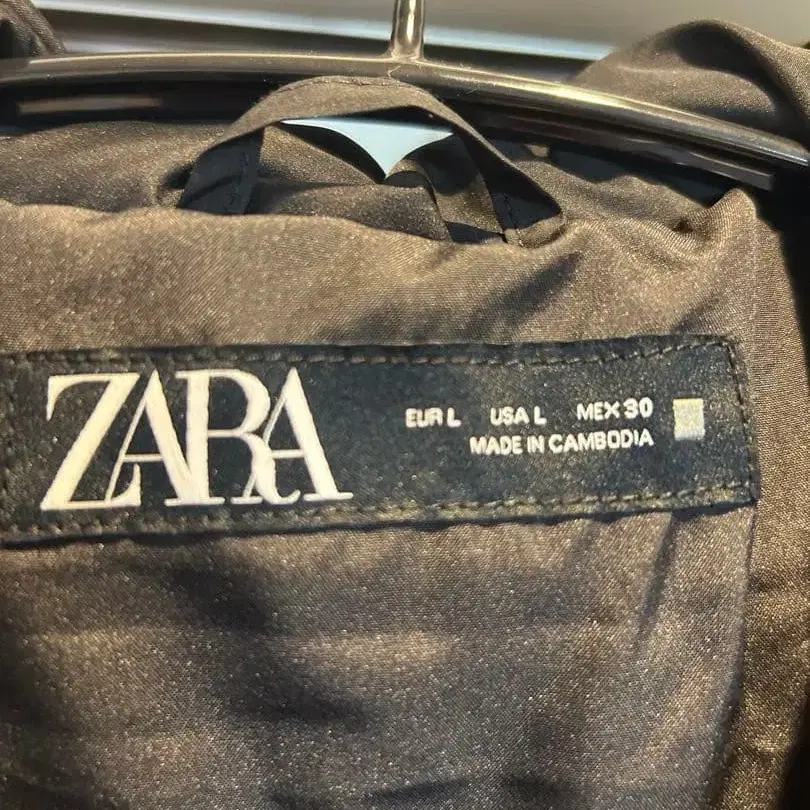 ZARA
EUR L USA L MEX 30
MADE IN CAMBODIA